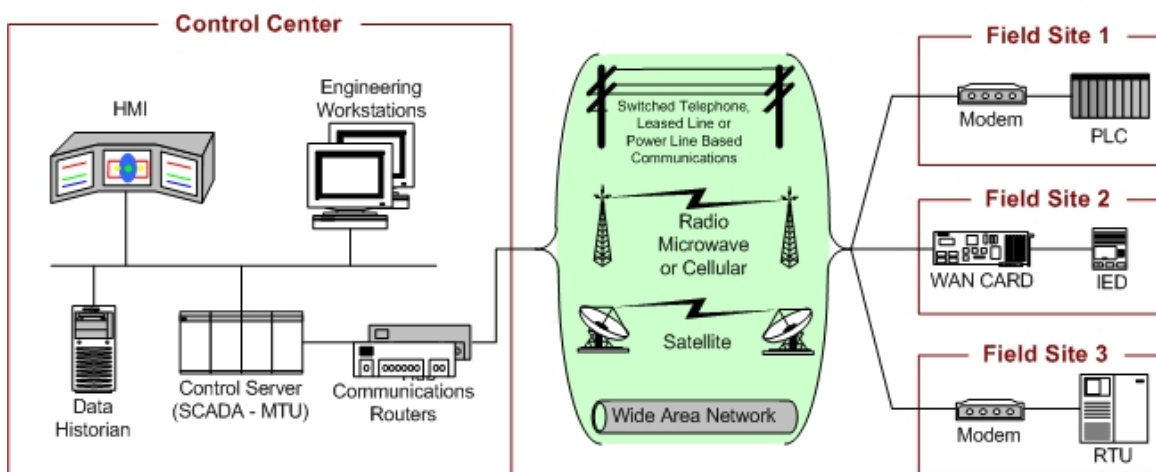 Control Center
HMI
Engineering
Workstations
Data
Historian
Control Server
(SCADA - MTU)
Communications
Routers
Switched Telephone,
Leased Line or
Power Line Based
Communications
Radio
Microwave
or Cellular
Satellite
Wide Area Network
Field Site 1
Modem
PLC
Field Site 2
WAN CARD
IED
Field Site 3
Modem
RTU